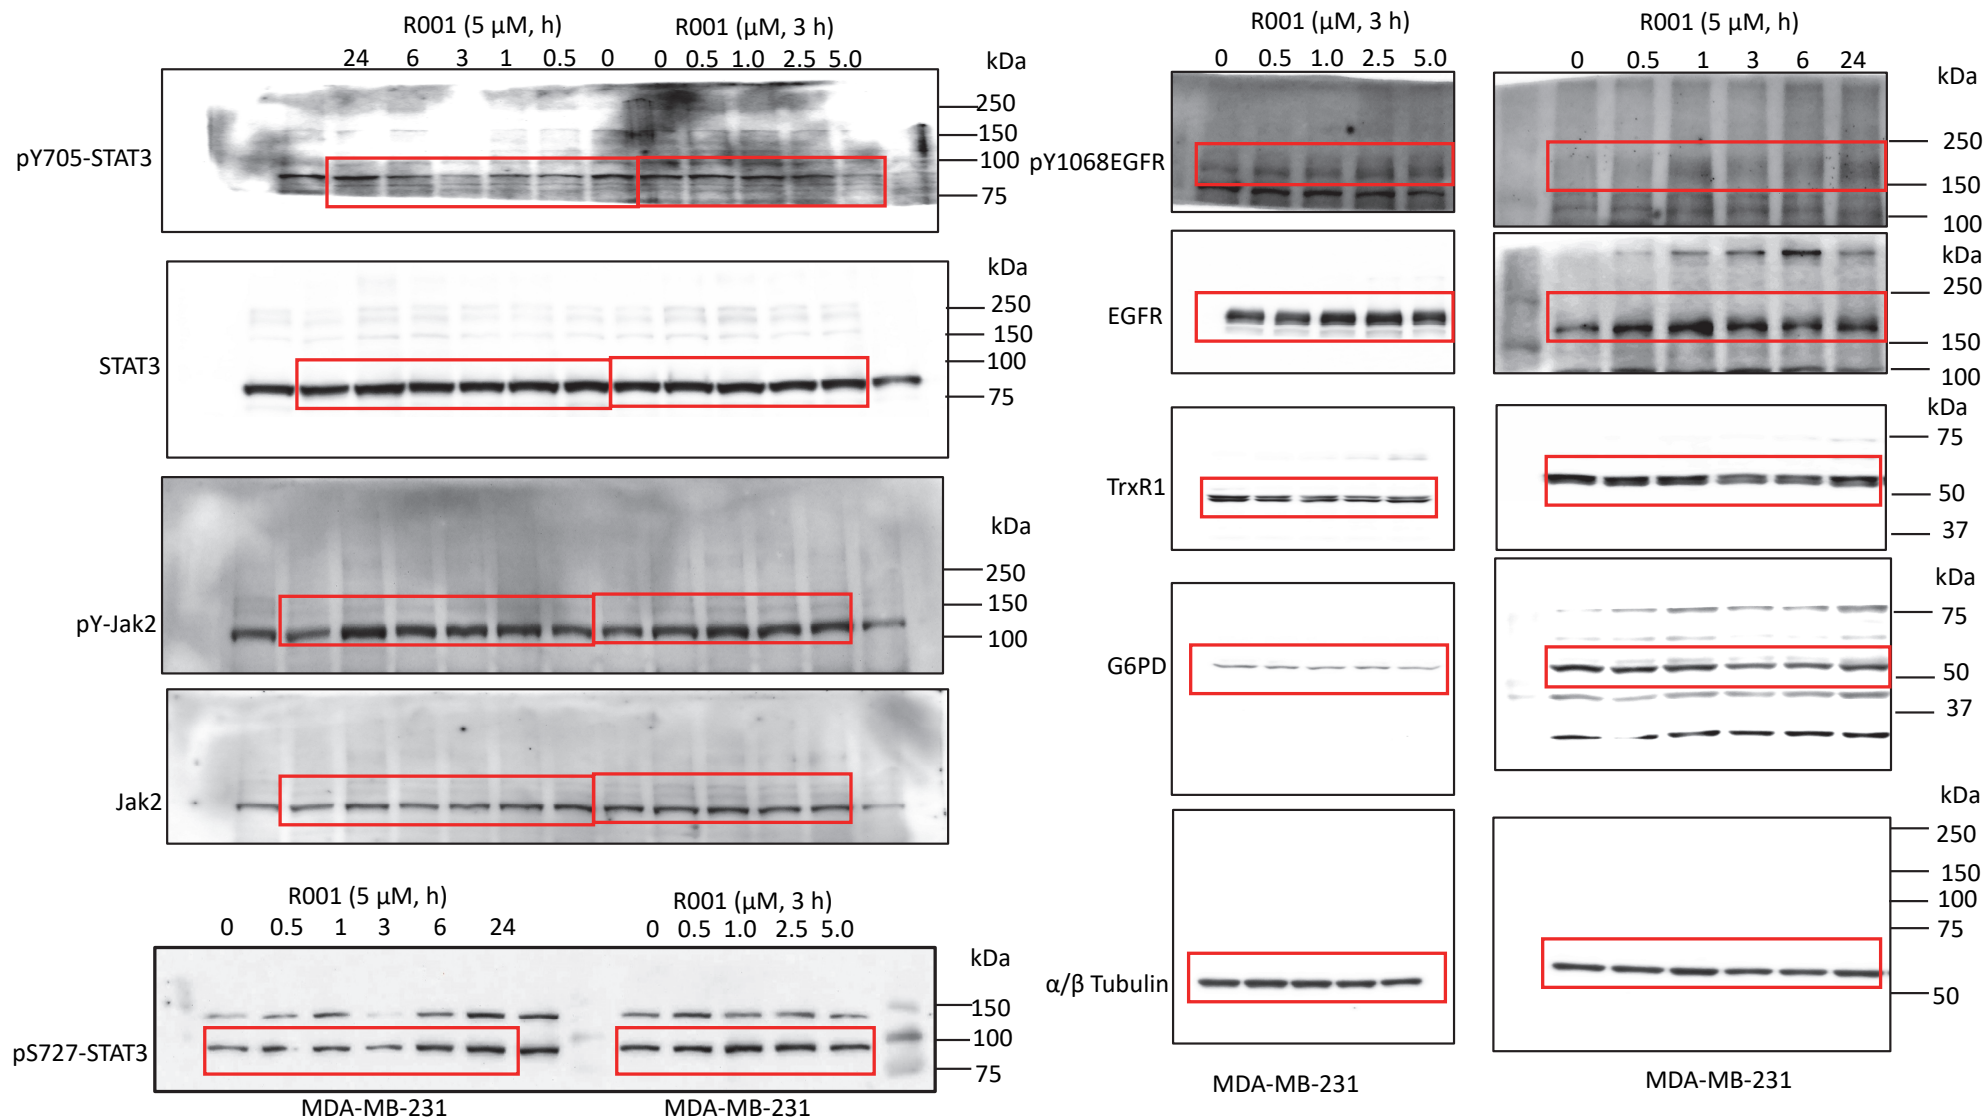 R001 (5 µM, h) R001 (µM, 3 h)
24 6 3 1 0.5 0 0 0.5 1.0 2.5 5.0
kDa
pY705-STAT3
250
150
100
75
STAT3
kDa
250
150
100
75
pY-Jak2
kDa
250
150
100
Jak2
R001 (5 µM, h) R001 (µM, 3 h)
0 0.5 1 3 6 24 0 0.5 1.0 2.5 5.0
pS727-STAT3
kDa
150
100
75
MDA-MB-231 MDA-MB-231
R001 (µM, 3 h) R001 (5 µM, h)
0 0.5 1.0 2.5 5.0 0 0.5 1 3 6 24
kDa
pY1068EGFR
250
150
100
EGFR
kDa
250
150
100
TrxR1
kDa
75
50
37
G6PD
kDa
75
50
37
α/β Tubulin
kDa
250
150
100
75
50
MDA-MB-231 MDA-MB-231